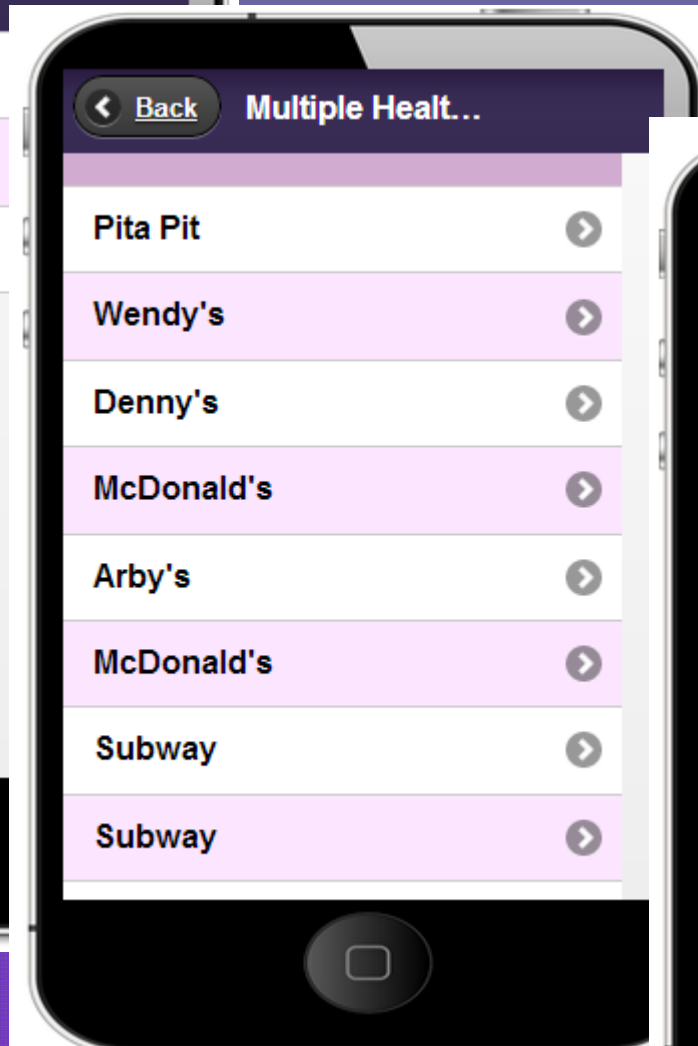 Back Multiple Healt...
Pita Pit
Wendy's
Denny's
McDonald's
Arby's
McDonald's
Subway
Subway